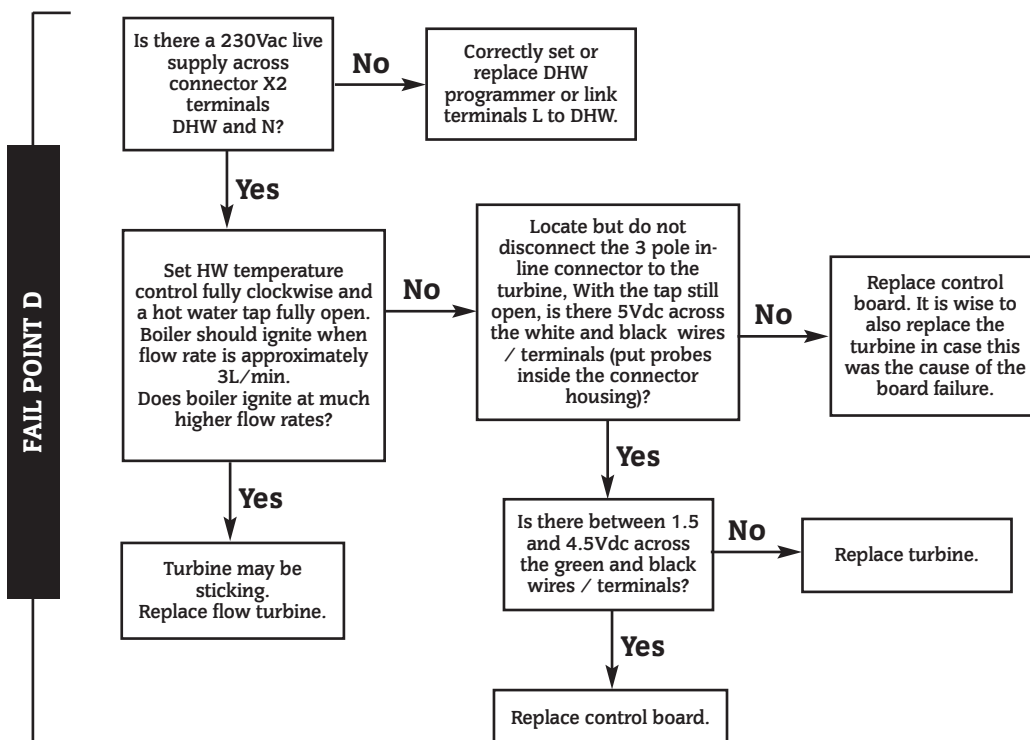 FAIL POINT D
Is there a 230Vac live
supply across
connector X2
terminals
DHW and N?
No
Correctly set or
replace DHW
programmer or link
terminals L to DHW.
Yes
Set HW temperature
control fully clockwise and
a hot water tap fully open.
Boiler should ignite when
flow rate is approximately
3L/min.
Does boiler ignite at much
higher flow rates?
No
Locate but do not
disconnect the 3 pole in-
line connector to the
turbine, With the tap still
open, is there 5Vdc across
the white and black wires
/ terminals (put probes
inside the connector
housing)?
No
Replace control
board. It is wise to
also replace the
turbine in case this
was the cause of the
board failure.
Yes
Turbine may be
sticking.
Replace flow turbine.
Yes
Is there between 1.5
and 4.5Vdc across
the green and black
wires / terminals?
No
Replace turbine.
Yes
Replace control board.